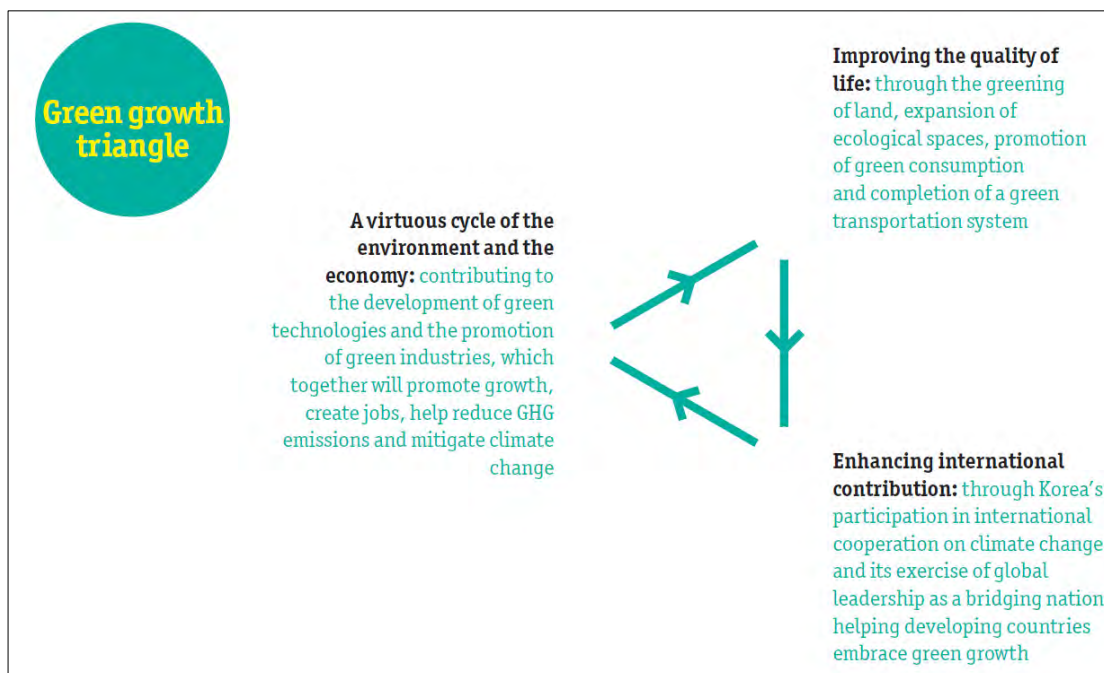 Green growth
triangle
A virtuous cycle of the
environment and the
economy: contributing to
the development of green
technologies and the promotion
of green industries, which
together will promote growth,
create jobs, help reduce GHG
emissions and mitigate climate
change
Improving the quality of
life: through the greening
of land, expansion of
ecological spaces, promotion
of green consumption
and completion of a green
transportation system
Enhancing international
contribution: through Korea’s
participation in international
cooperation on climate change
and its exercise of global
leadership as a bridging nation
helping developing countries
embrace green growth